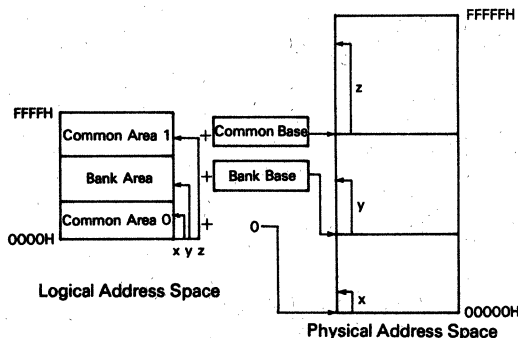 FFFFFH
z
FFFFH
Common Area 1
+
Common Base
Bank Area
+
Bank Base
y
Common Area 0
+
0
0000H
x y z
x
00000H
Logical Address Space
Physical Address Space